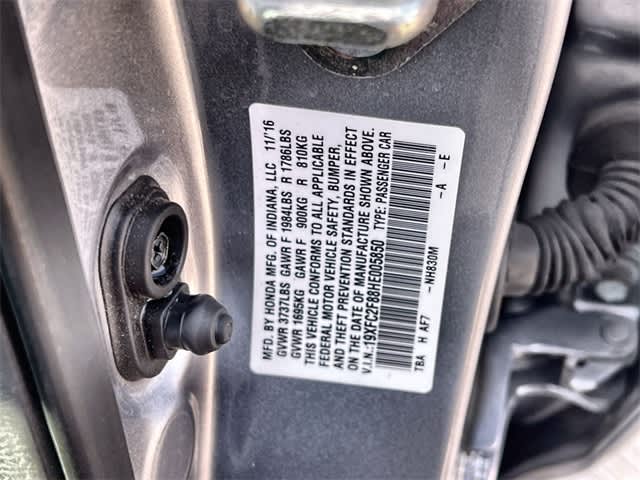 MFD. BY HONDA MFG. OF INDIANA, LLC 11/16
GVWR 3737LBS GAWR F 1984LBS R 1786LBS
GVWR 1695KG GAWR F 900KG R 810KG
THIS VEHICLE CONFORMS TO ALL APPLICABLE
FEDERAL MOTOR VEHICLE SAFETY, BUMPER,
AND THEFT PREVENTION STANDARDS IN EFFECT
ON THE DATE OF MANUFACTURE SHOWN ABOVE.
V.I.N.:19XFC2F88HE005850 TYPE: PASSENGER CAR
TBA H AF7 -NH830M -A -E